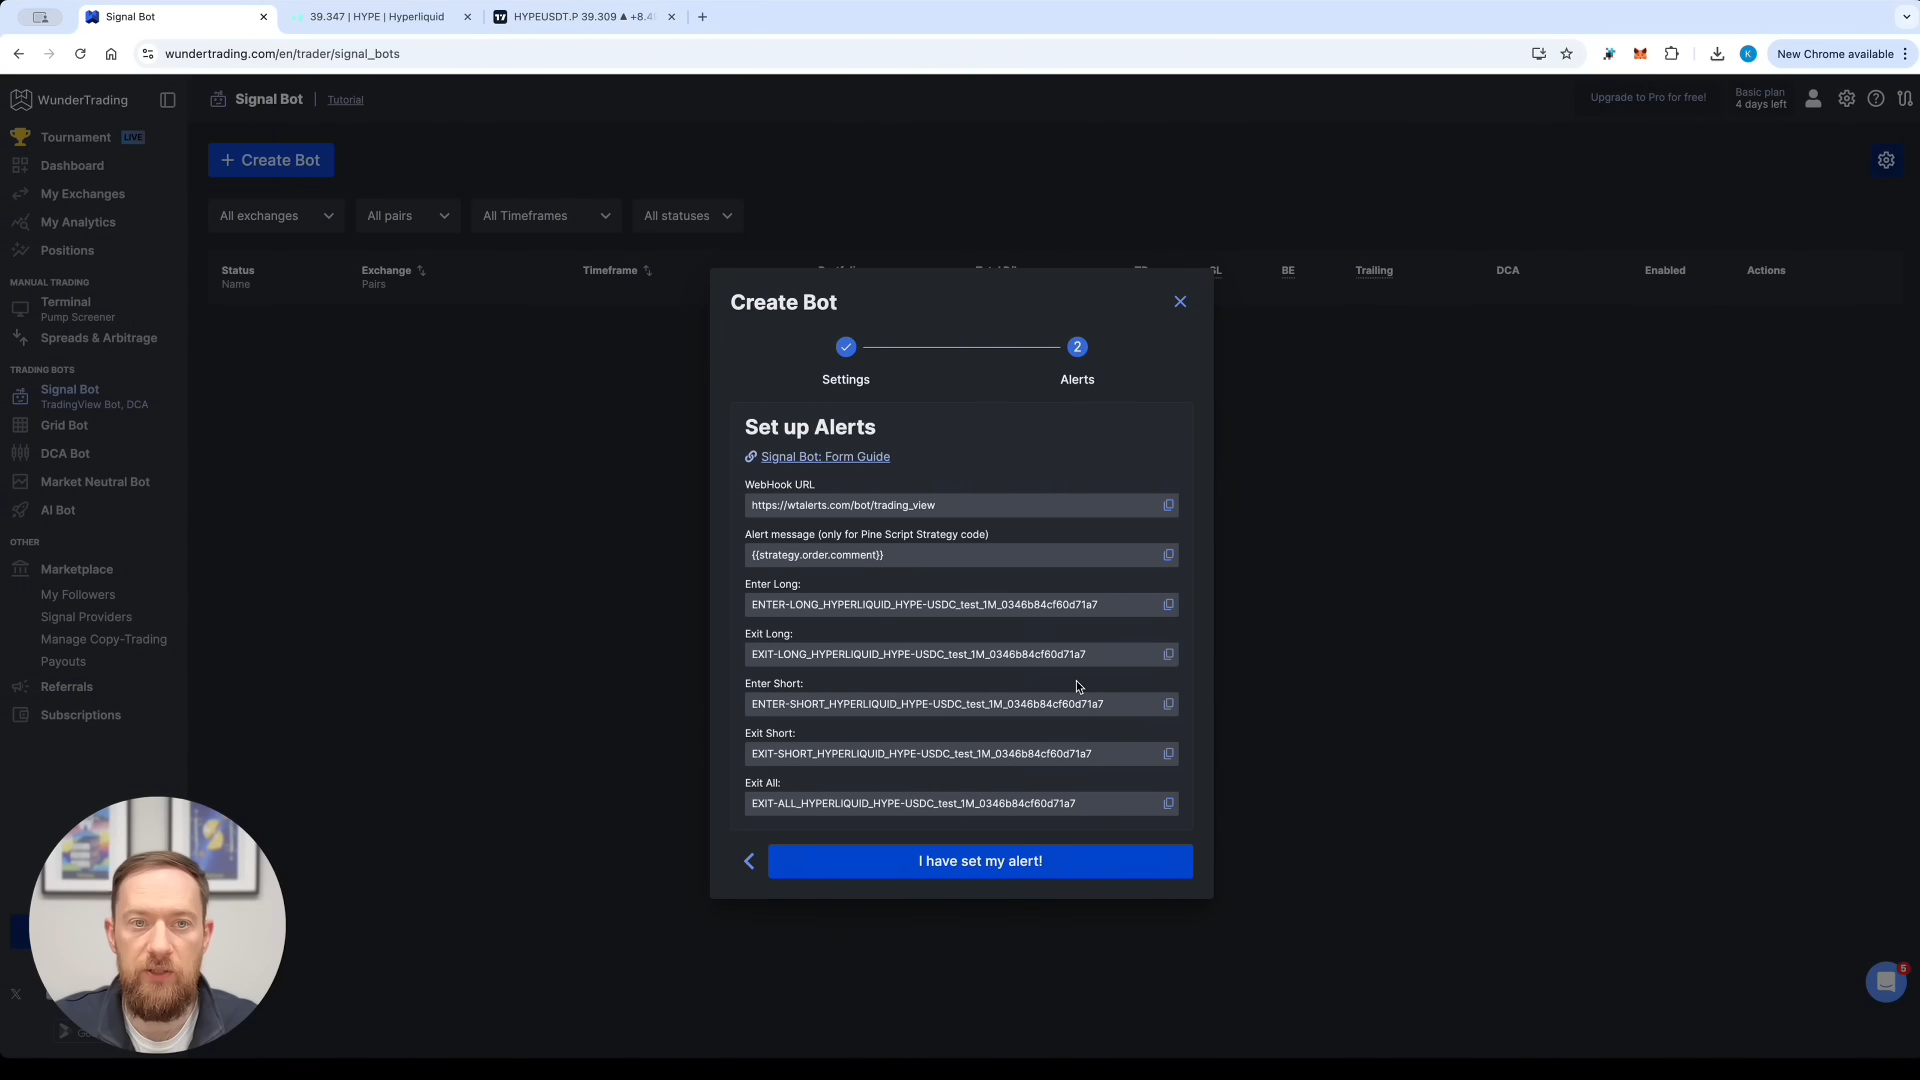 Signal Bot
39.347 | HYPE | Hyperliquid
HYPEUSDT.P 39.309 ▲ +8.4
wundertrading.com/en/trader/signal_bots
K
New Chrome available
WunderTrading
Signal Bot | Tutorial
Upgrade to Pro for free!
Basic plan
4 days left
Tournament LIVE
Dashboard
My Exchanges
My Analytics
Positions
MANUAL TRADING
Terminal
Pump Screener
Spreads & Arbitrage
TRADING BOTS
Signal Bot
TradingView Bot, DCA
Grid Bot
DCA Bot
Market Neutral Bot
AI Bot
OTHER
Marketplace
My Followers
Signal Providers
Manage Copy-Trading
Payouts
Referrals
Subscriptions
+ Create Bot
All exchanges
All pairs
All Timeframes
All statuses
Status
Name
Exchange
Pairs
Timeframe
BE
Trailing
DCA
Enabled
Actions
Create Bot
2
Settings
Alerts
Set up Alerts
Signal Bot: Form Guide
WebHook URL
https://wtalerts.com/bot/trading_view
Alert message (only for Pine Script Strategy code)
{{strategy.order.comment}}
Enter Long:
ENTER-LONG_HYPERLIQUID_HYPE-USDC_test_1M_0346b84cf60d71a7
Exit Long:
EXIT-LONG_HYPERLIQUID_HYPE-USDC_test_1M_0346b84cf60d71a7
Enter Short:
ENTER-SHORT_HYPERLIQUID_HYPE-USDC_test_1M_0346b84cf60d71a7
Exit Short:
EXIT-SHORT_HYPERLIQUID_HYPE-USDC_test_1M_0346b84cf60d71a7
Exit All:
EXIT-ALL_HYPERLIQUID_HYPE-USDC_test_1M_0346b84cf60d71a7
I have set my alert!
5